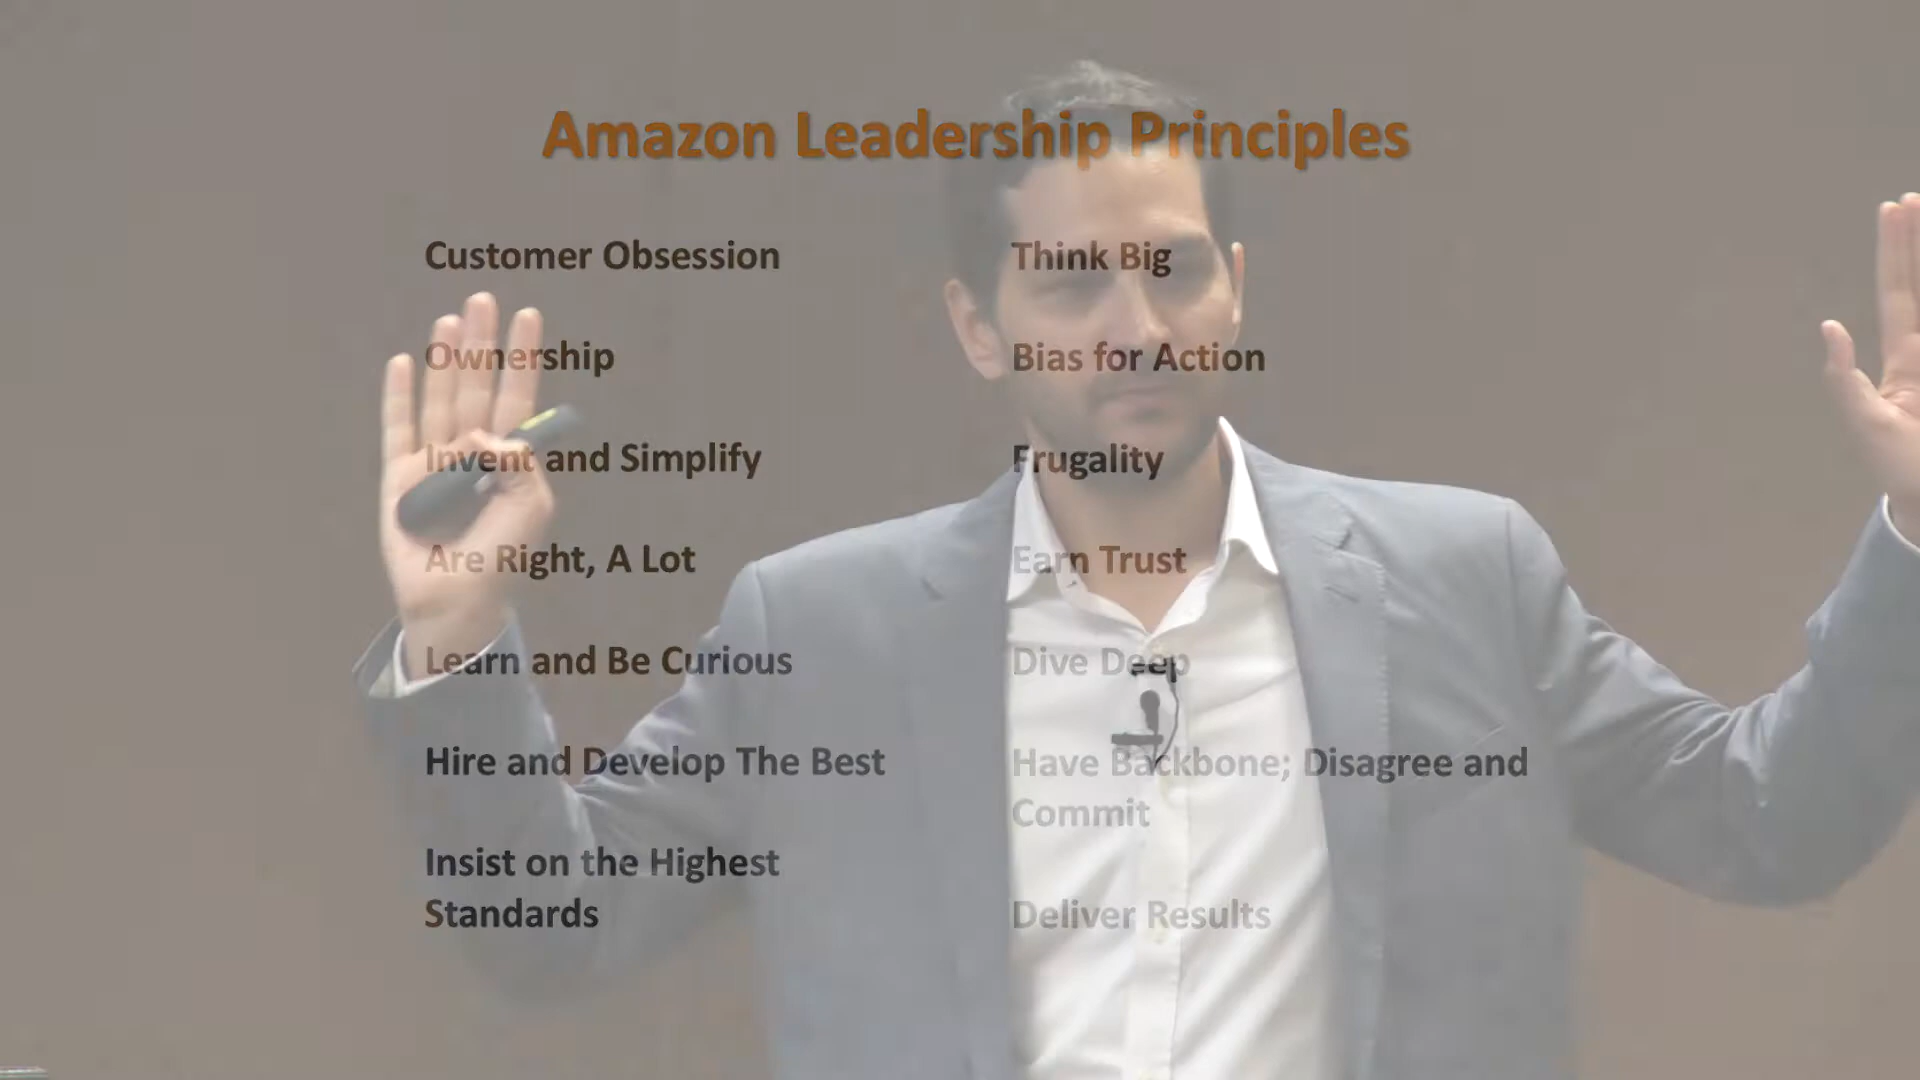 Amazon Leadership Principles
Customer Obsession
Ownership
Invent and Simplify
Are Right, A Lot
Learn and Be Curious
Hire and Develop The Best
Insist on the Highest
Standards
Think Big
Bias for Action
Frugality
Earn Trust
Dive Deep
Have Backbone; Disagree and
Commit
Deliver Results